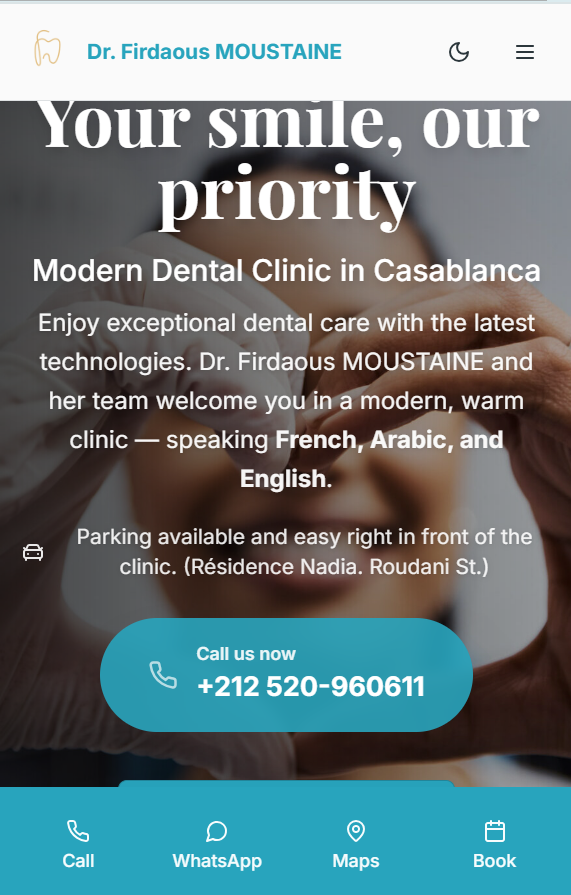 Dr. Firdaous MOUSTAINE
Your smile, our
priority
Modern Dental Clinic in Casablanca
Enjoy exceptional dental care with the latest
technologies. Dr. Firdaous MOUSTAINE and
her team welcome you in a modern, warm
clinic — speaking French, Arabic, and
English.
Parking available and easy right in front of the
clinic. (Résidence Nadia. Roudani St.)
Call us now
+212 520-960611
Call
WhatsApp
Maps
Book